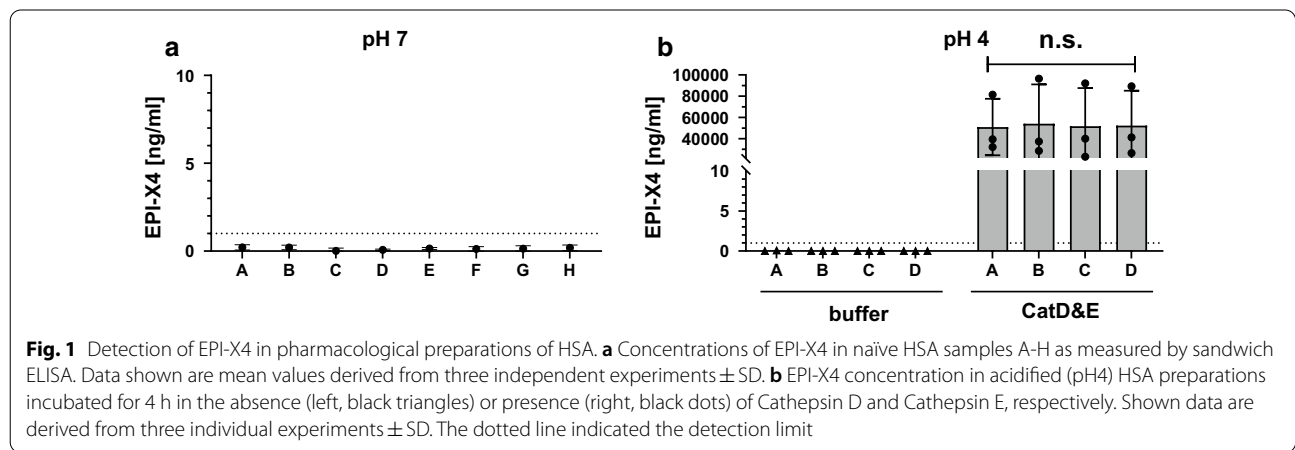 a
pH 7
EPI-X4 [ng/ml]
10
5
0
A B C D E F G H
b
pH 4
n.s.
EPI-X4 [ng/ml]
100000
80000
60000
40000
10
5
0
A B C D A B C D
buffer CatD&E
Fig. 1 Detection of EPI-X4 in pharmacological preparations of HSA. a Concentrations of EPI-X4 in naïve HSA samples A-H as measured by sandwich
ELISA. Data shown are mean values derived from three independent experiments ± SD. b EPI-X4 concentration in acidified (pH4) HSA preparations
incubated for 4 h in the absence (left, black triangles) or presence (right, black dots) of Cathepsin D and Cathepsin E, respectively. Shown data are
derived from three individual experiments ± SD. The dotted line indicated the detection limit